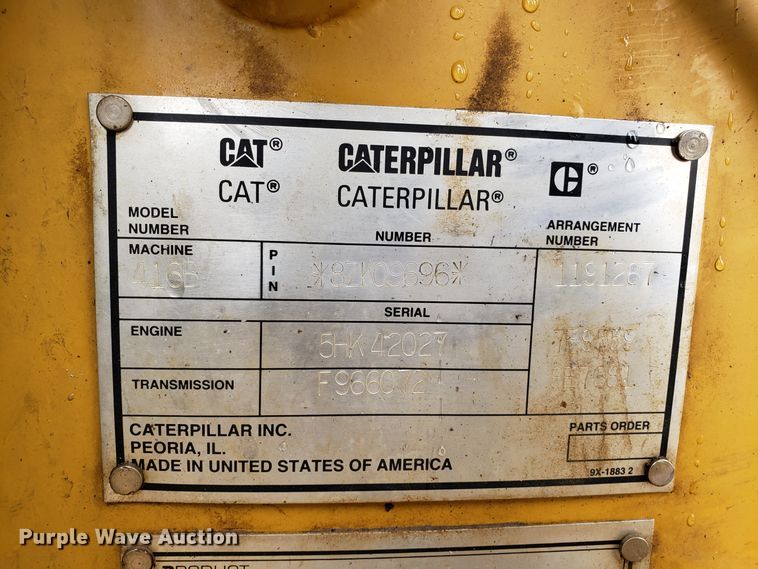 CAT® CATERPILLAR® C®
CAT® CATERPILLAR®
MODEL NUMBER NUMBER ARRANGEMENT NUMBER
MACHINE 416B PIN *8ZK09696* 1191287
SERIAL
ENGINE 5HK42027
TRANSMISSION
CATERPILLAR INC.
PEORIA, IL.
MADE IN UNITED STATES OF AMERICA
PARTS ORDER
9X-1883 2
Purple Wave Auction
PRODUCT